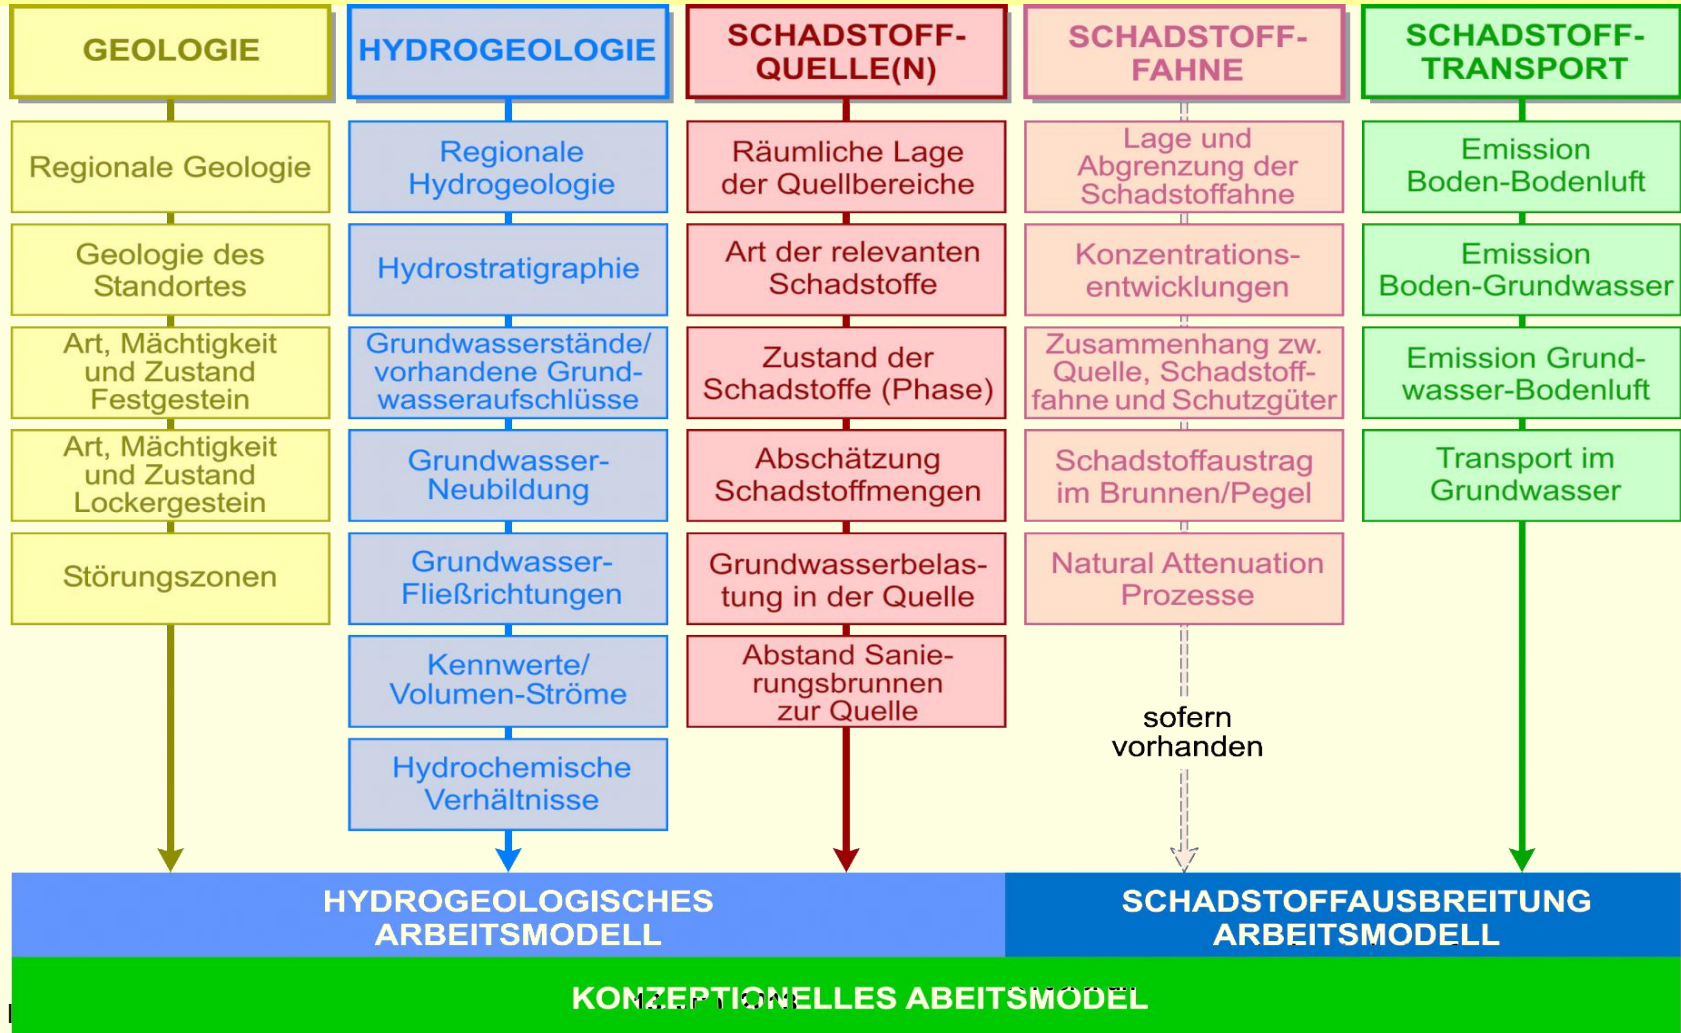 GEOLOGIE
Regionale Geologie
Geologie des
Standortes
Art, Mächtigkeit
und Zustand
Festgestein
Art, Mächtigkeit
und Zustand
Lockergestein
Störungszonen
HYDROGEOLOGIE
Regionale
Hydrogeologie
Hydrostratigraphie
Grundwasserstände/
vorhandene Grund-
wasseraufschlüsse
Grundwasser-
Neubildung
Grundwasser-
Fließrichtungen
Kennwerte/
Volumen-Ströme
Hydrochemische
Verhältnisse
SCHADSTOFF-
QUELLE(N)
Räumliche Lage
der Quellbereiche
Art der relevanten
Schadstoffe
Zustand der
Schadstoffe (Phase)
Abschätzung
Schadstoffmengen
Grundwasserbelas-
tung in der Quelle
Abstand Sanie-
rungsbrunnen
zur Quelle
SCHADSTOFF-
FAHNE
Lage und
Abgrenzung der
Schadstoffahne
Konzentrations-
entwicklungen
Zusammenhang zw.
Quelle, Schadstoff-
fahne und Schutzgüter
Schadstoffaustrag
im Brunnen/Pegel
Natural Attenuation
Prozesse
sofern
vorhanden
SCHADSTOFF-
TRANSPORT
Emission
Boden-Bodenluft
Emission
Boden-Grundwasser
Emission Grund-
wasser-Bodenluft
Transport im
Grundwasser
HYDROGEOLOGISCHES
ARBEITSMODELL
SCHADSTOFFAUSBREITUNG
ARBEITSMODELL
KONZEPTIONELLES ABEITSMODEL